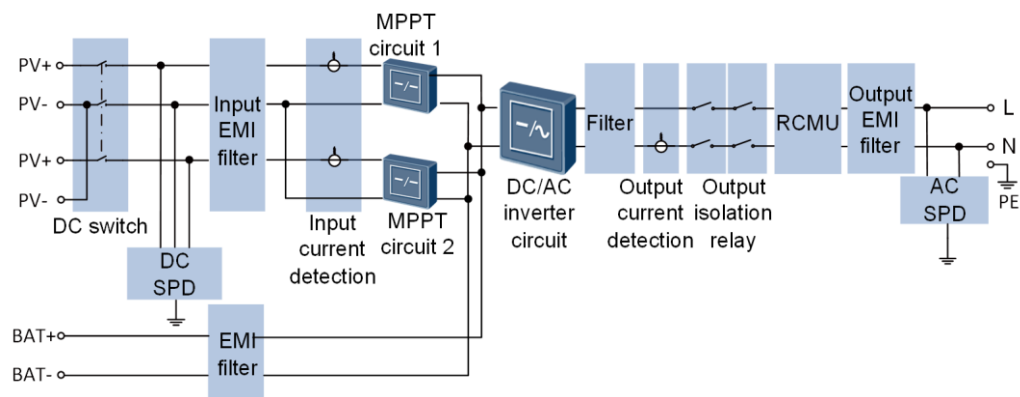 MPPT
circuit 1
PV+
PV-
PV+
PV-
DC switch
Input
EMI
filter
Input
current
detection
MPPT
circuit 2
DC
SPD
BAT+
BAT-
EMI
filter
DC/AC
inverter
circuit
Filter
Output
current
detection
Output
isolation
relay
RCMU
Output
EMI
filter
L
N
PE
AC
SPD